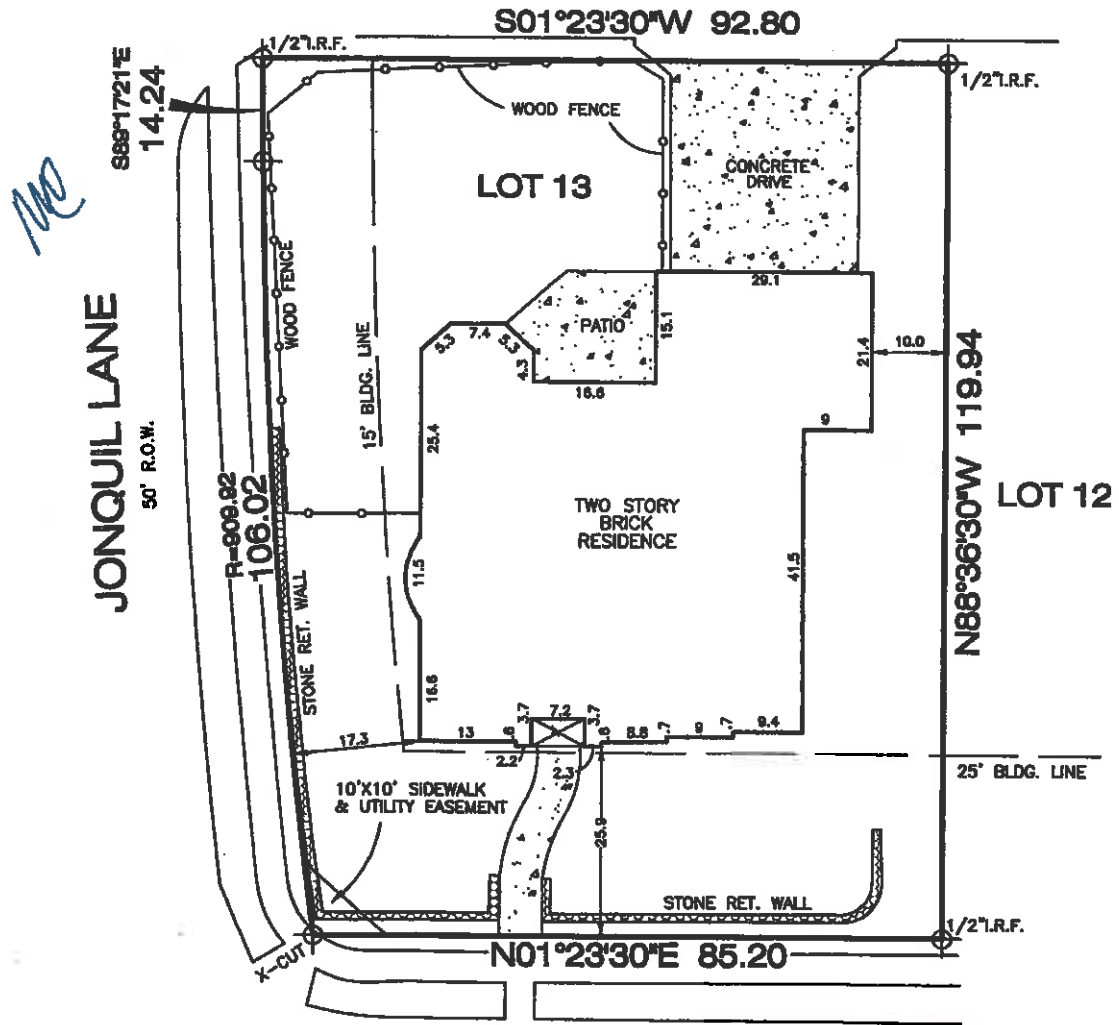 S01°23'30"W 92.80
1/2"I.R.F.
1/2"I.R.F.
S89°17'21"E
14.24
WOOD FENCE
CONCRETE
DRIVE
LOT 13
WOOD FENCE
29.1
JONQUIL LANE
50' R.O.W.
15' BLDG. LINE
PATIO
15.1
7.4
5.3
5.3
4.3
16.6
21.4
10.0
9
25.4
N88°36'30"W 119.94
LOT 12
R=909.92
106.02
TWO STORY
BRICK
RESIDENCE
11.5
41.5
STONE RET. WALL
16.6
3.7
7.2
3.7
17.3
13
.6
.6
8.8
.7
9
.7
9.4
2.2
2.3
25' BLDG. LINE
10'X10' SIDEWALK
& UTILITY EASEMENT
25.9
STONE RET. WALL
1/2"I.R.F.
X-CUT
N01°23'30"E 85.20